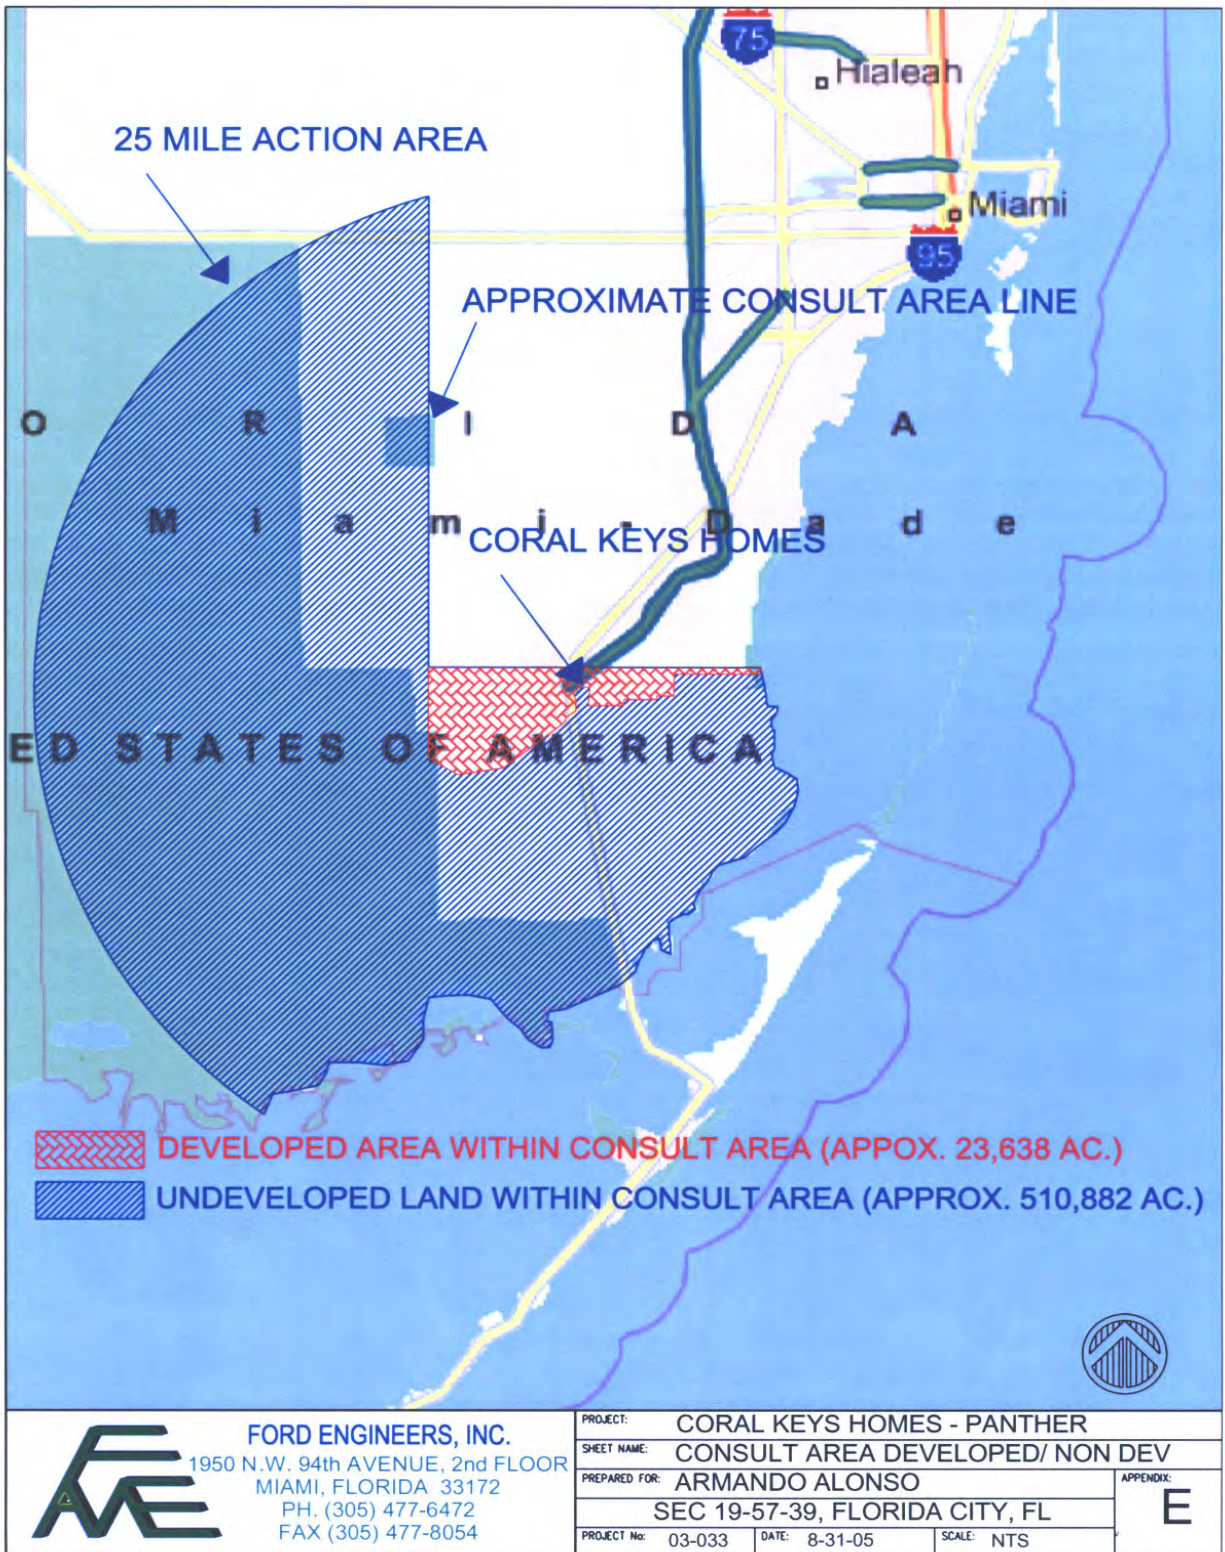 75
Hialeah
25 MILE ACTION AREA
Miami
95
APPROXIMATE CONSULT AREA LINE
O R I D A
Miami-Dade
CORAL KEYS HOMES
ED STATES OF AMERICA
DEVELOPED AREA WITHIN CONSULT AREA (APPOX. 23,638 AC.)
UNDEVELOPED LAND WITHIN CONSULT AREA (APPROX. 510,882 AC.)
FORD ENGINEERS, INC.
1950 N.W. 94th AVENUE, 2nd FLOOR
MIAMI, FLORIDA 33172
PH. (305) 477-6472
FAX (305) 477-8054
PROJECT: CORAL KEYS HOMES - PANTHER
SHEET NAME: CONSULT AREA DEVELOPED/ NON DEV
PREPARED FOR: ARMANDO ALONSO
SEC 19-57-39, FLORIDA CITY, FL
PROJECT No: 03-033 DATE: 8-31-05 SCALE: NTS
APPENDIX:
E